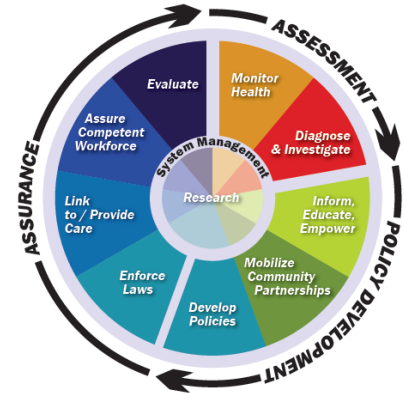 ASSESSMENT
Monitor
Health
Diagnose
& Investigate
POLICY DEVELOPMENT
Inform,
Educate,
Empower
Mobilize
Community
Partnerships
Develop
Policies
ASSURANCE
Enforce
Laws
Link
to / Provide
Care
Assure
Competent
Workforce
Evaluate
System Management
Research